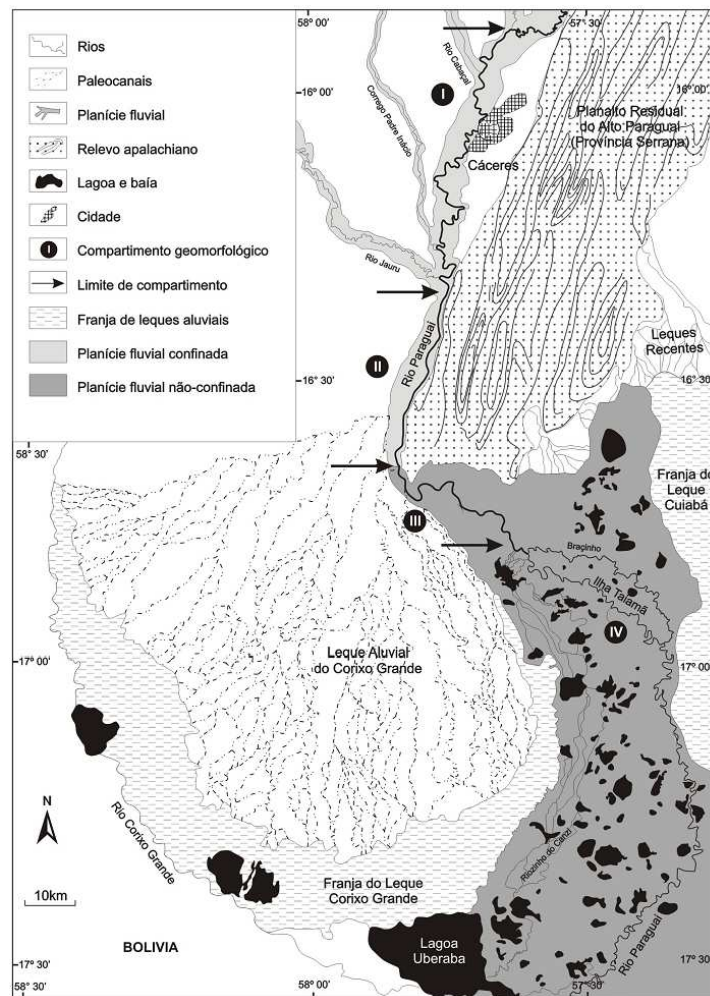 58° 00'
57° 30'
16° 00'
16° 00'
Rios
Paleocanais
Planície fluvial
Relevo apalachiano
Lagoa e baía
Cidade
I
Compartimento geomorfológico
Limite de compartimento
Franja de leques aluviais
Planície fluvial confinada
Planície fluvial não-confinada
Rio Cabaçal
I
Corrego Padre Inácio
Cáceres
Planalto Residual
do Alto Paraguai
(Província Serrana)
Rio Jauru
Rio Paraguai
II
Leques
Recentes
16° 30'
16° 30'
58° 30'
Franja do
Leque
Cuiabá
III
Bracinho
Ilha Taiamã
IV
Leque Aluvial
do Corixo Grande
17° 00'
17° 00'
N
10km
Rio Corixo Grande
Riozinho do Canzi
Franja do Leque
Corixo Grande
BOLIVIA
Lagoa
Uberaba
Rio Paraguai
17° 30'
17° 30'
58° 00'
57° 30'